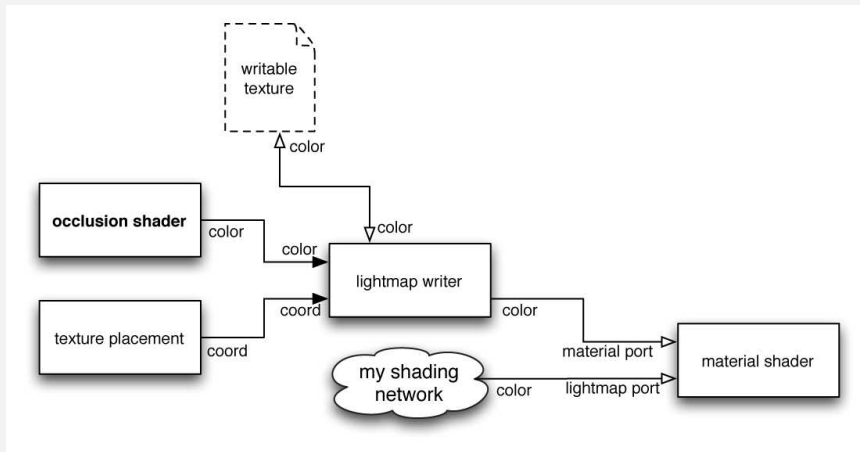 writable
texture
color
color
occlusion shader
color
color
lightmap writer
texture placement
coord
coord
color
material port
material shader
my shading
network
color
lightmap port